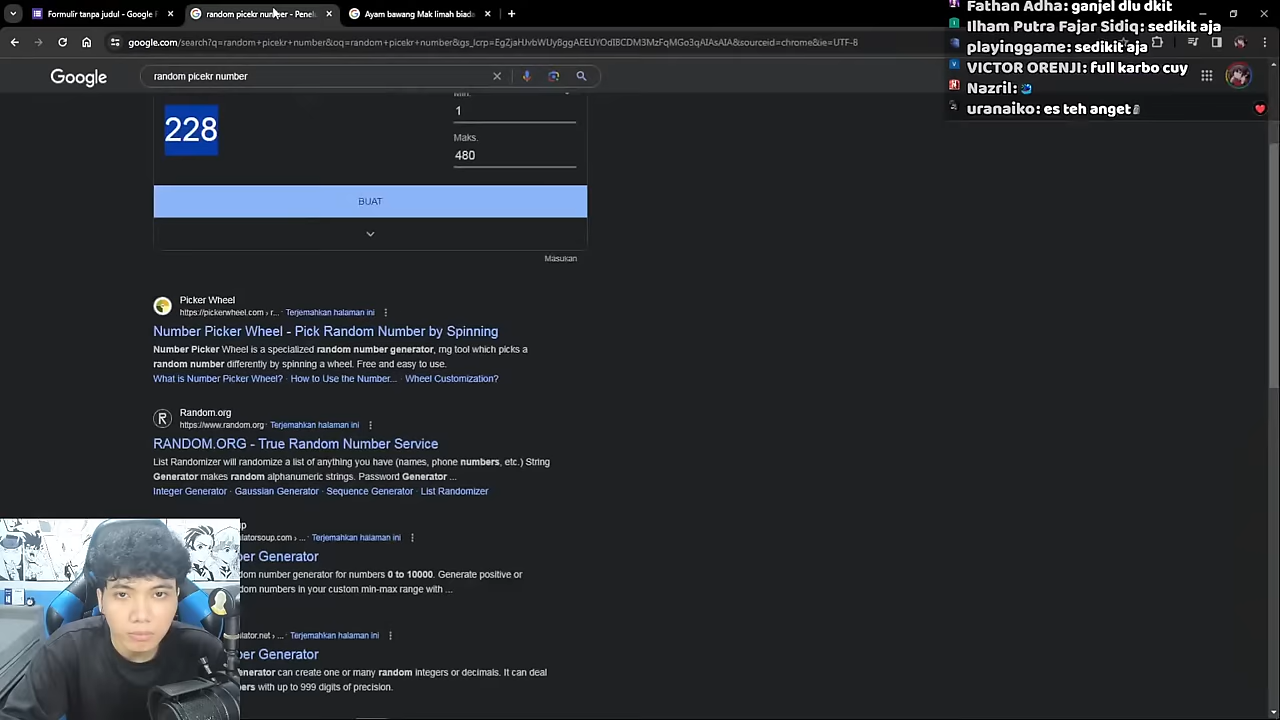 Formulir tanpa judul - Google F
random picekr number - Penelu
Ayam bawang Mak limah biada
google.com/search?q=random+picekr+number&oq=random+picekr+number&gs_lcrp=EgZjaHJvbWUyBggAEEUYOdIBCDM3MzFqMGo3qAIAsAIA&sourceid=chrome&ie=UTF-8
Fathan Adha: ganjel dlu dkit
Ilham Putra Fajar Sidiq: sedikit aja
playinggame: sedikit aja
VICTOR ORENJI: full karbo cuy
Nazril:
uranaiko: es teh anget
Google
random picekr number
228
Min.
1
Maks.
480
BUAT
Masukan
Picker Wheel
https://pickerwheel.com › r... · Terjemahkan halaman ini
Number Picker Wheel - Pick Random Number by Spinning
Number Picker Wheel is a specialized random number generator, rng tool which picks a
random number differently by spinning a wheel. Free and easy to use.
What is Number Picker Wheel? · How to Use the Number... · Wheel Customization?
R
Random.org
https://www.random.org · Terjemahkan halaman ini
RANDOM.ORG - True Random Number Service
List Randomizer will randomize a list of anything you have (names, phone numbers, etc.) String
Generator makes random alphanumeric strings. Password Generator ...
Integer Generator · Gaussian Generator · Sequence Generator · List Randomizer
latorsoup.com › ... · Terjemahkan halaman ini
er Generator
dom number generator for numbers 0 to 10000. Generate positive or
dom numbers in your custom min-max range with ...
ulator.net › ... · Terjemahkan halaman ini
ber Generator
enerator can create one or many random integers or decimals. It can deal
bers with up to 999 digits of precision.